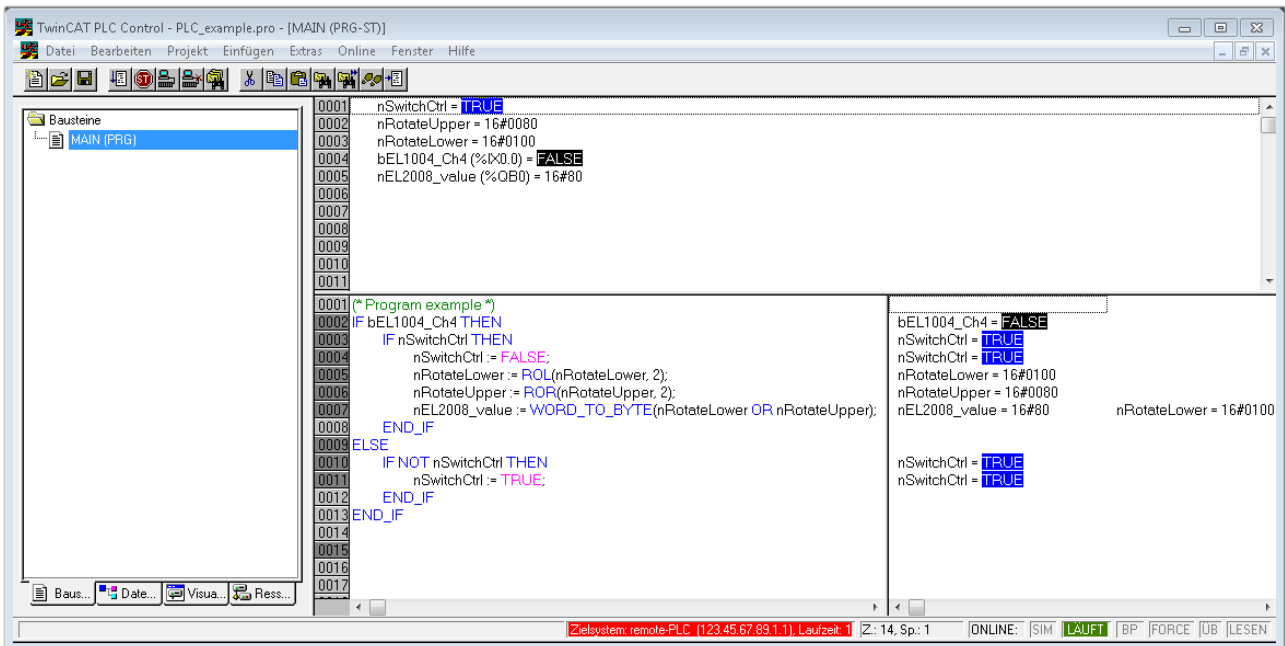 TwinCAT PLC Control - PLC_example.pro - [MAIN (PRG-ST)]
Datei Bearbeiten Projekt Einfügen Extras Online Fenster Hilfe
Bausteine
MAIN (PRG)
0001 nSwitchCtrl = TRUE
0002 nRotateUpper = 16#0080
0003 nRotateLower = 16#0100
0004 bEL1004_Ch4 (%IX0.0) = FALSE
0005 nEL2008_value (%QB0) = 16#80
0006
0007
0008
0009
0010
0011
0001 (* Program example *)
0002 IF bEL1004_Ch4 THEN bEL1004_Ch4 = FALSE
0003 IF nSwitchCtrl THEN nSwitchCtrl = TRUE
0004 nSwitchCtrl := FALSE; nSwitchCtrl = TRUE
0005 nRotateLower := ROL(nRotateLower, 2); nRotateLower = 16#0100
0006 nRotateUpper := ROR(nRotateUpper, 2); nRotateUpper = 16#0080
0007 nEL2008_value := WORD_TO_BYTE(nRotateLower OR nRotateUpper); nEL2008_value = 16#80 nRotateLower = 16#0100
0008 END_IF
0009 ELSE
0010 IF NOT nSwitchCtrl THEN nSwitchCtrl = TRUE
0011 nSwitchCtrl := TRUE; nSwitchCtrl = TRUE
0012 END_IF
0013 END_IF
0014
0015
0016
0017
Baus... Date... Visua... Ress...
Zielsystem: remote-PLC (123.45.67.89.1.1), Laufzeit: 1 Z.: 14, Sp.: 1 ONLINE: SIM LÄUFT BP FORCE ÜB LESEN